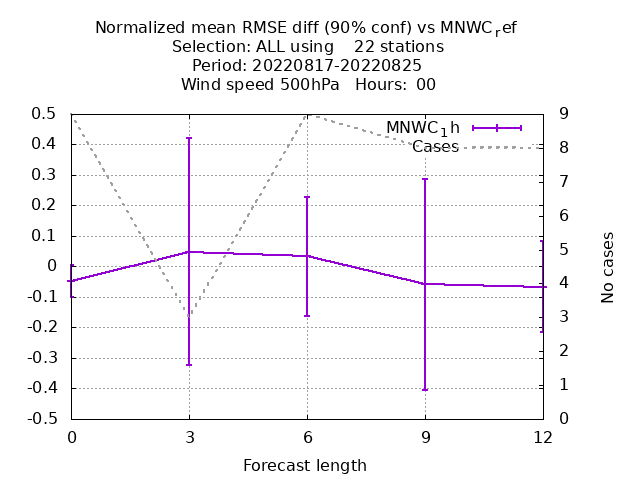 Normalized mean RMSE diff (90% conf) vs MNWCref
Selection: ALL using 22 stations
Period: 20220817-20220825
Wind speed 500hPa Hours: 00
MNWC1h
Cases
0.5
0.4
0.3
0.2
0.1
0
-0.1
-0.2
-0.3
-0.4
-0.5
9
8
7
6
5
4
3
2
1
0
No cases
0 3 6 9 12
Forecast length